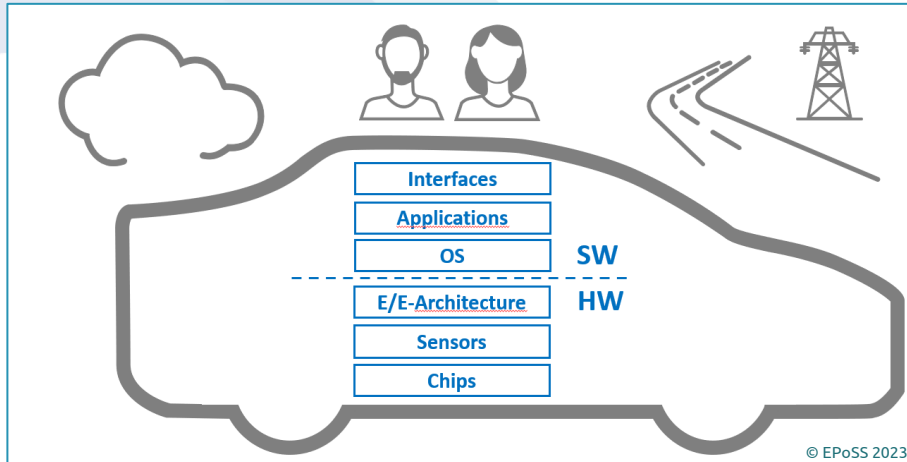 Interfaces
Applications
OS
SW
E/E-Architecture
HW
Sensors
Chips
© EPoSS 2023